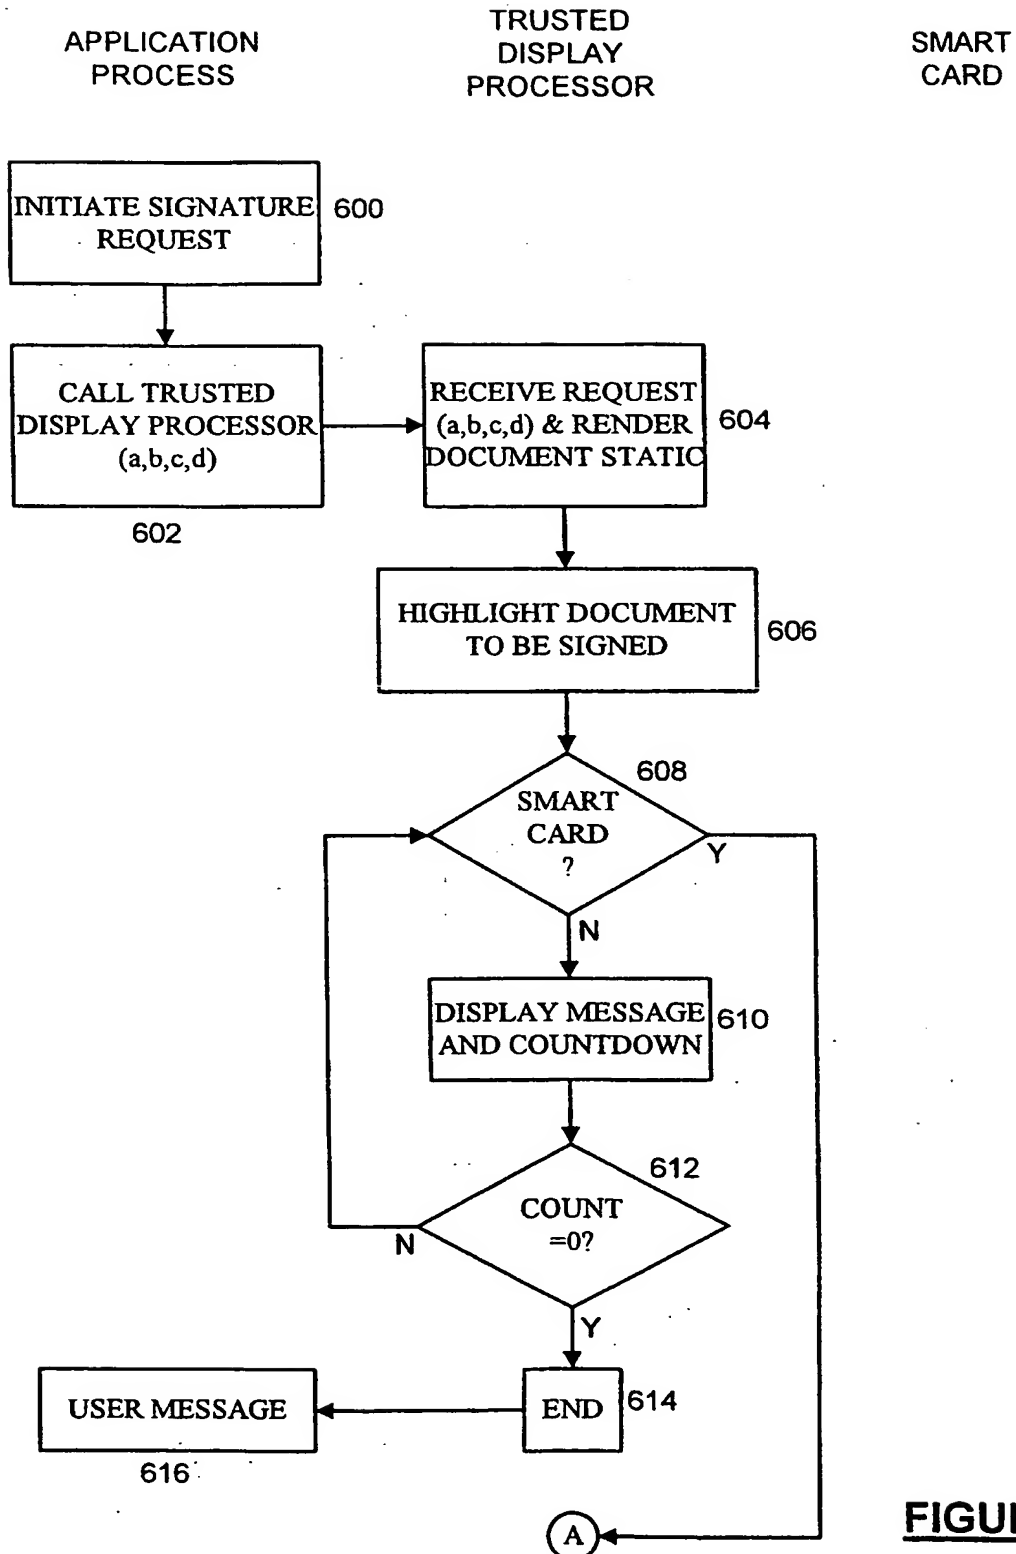 APPLICATION
PROCESS
TRUSTED
DISPLAY
PROCESSOR
SMART
CARD
INITIATE SIGNATURE
REQUEST
600
CALL TRUSTED
DISPLAY PROCESSOR
(a,b,c,d)
602
RECEIVE REQUEST
(a,b,c,d) & RENDER
DOCUMENT STATIC
604
HIGHLIGHT DOCUMENT
TO BE SIGNED
606
608
SMART
CARD
?
Y
N
DISPLAY MESSAGE
AND COUNTDOWN
610
612
COUNT
=0?
N
Y
END
614
USER MESSAGE
616
A